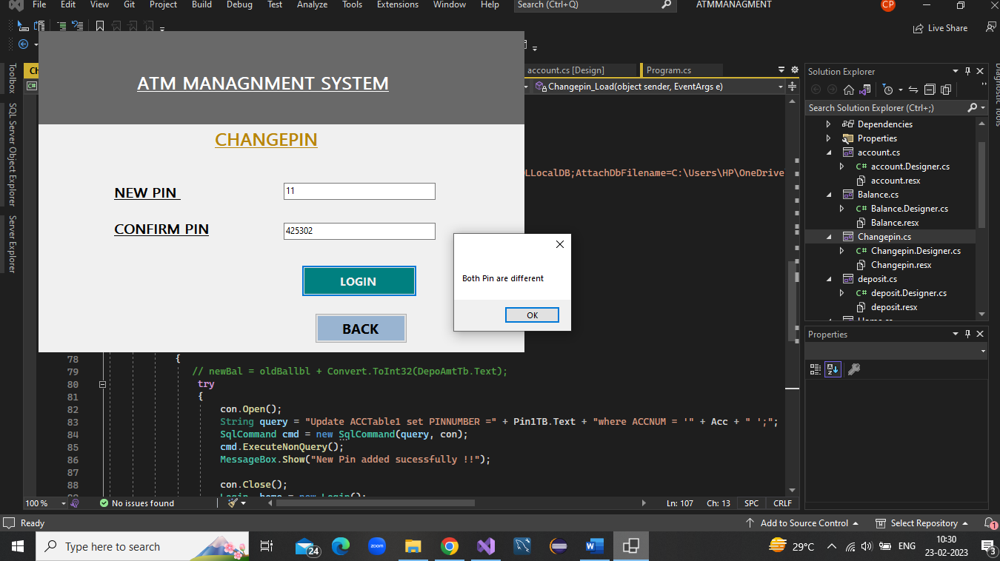 File Edit View Git Project Build Debug Test Analyze Tools Extensions Window Help Search (Ctrl+Q) ATMMANAGMENT CP
Live Share
account.cs [Design] Program.cs
Changepin_Load(object sender, EventArgs e)
Toolbox
SQL Server Object Explorer
Server Explorer
ATM MANAGNMENT SYSTEM
CHANGEPIN
NEW PIN 11
CONFIRM PIN 425302
LOGIN
BACK
Both Pin are different
OK
LLocalDB;AttachDbFilename=C:\Users\HP\OneDrive
78 {
79 // newBal = oldBallbl + Convert.ToInt32(DepoAmtTb.Text);
80 try
81 {
82 con.Open();
83 String query = "Update ACCTable1 set PINNUMBER =" + Pin1TB.Text + "where ACCNUM = '" + Acc + " ';";
84 SqlCommand cmd = new SqlCommand(query, con);
85 cmd.ExecuteNonQuery();
86 MessageBox.Show("New Pin added sucessfully !!");
87
88 con.Close();
100 % No issues found Ln: 107 Ch: 13 SPC CRLF
Solution Explorer
Search Solution Explorer (Ctrl+;)
Dependencies
Properties
account.cs
C# account.Designer.cs
account.resx
Balance.cs
C# Balance.Designer.cs
Balance.resx
Changepin.cs
C# Changepin.Designer.cs
Changepin.resx
deposit.cs
C# deposit.Designer.cs
deposit.resx
Properties
Diagnostic Tools
Ready Add to Source Control Select Repository 1
Type here to search 24 zoom 29°C ENG 10:30
23-02-2023 3